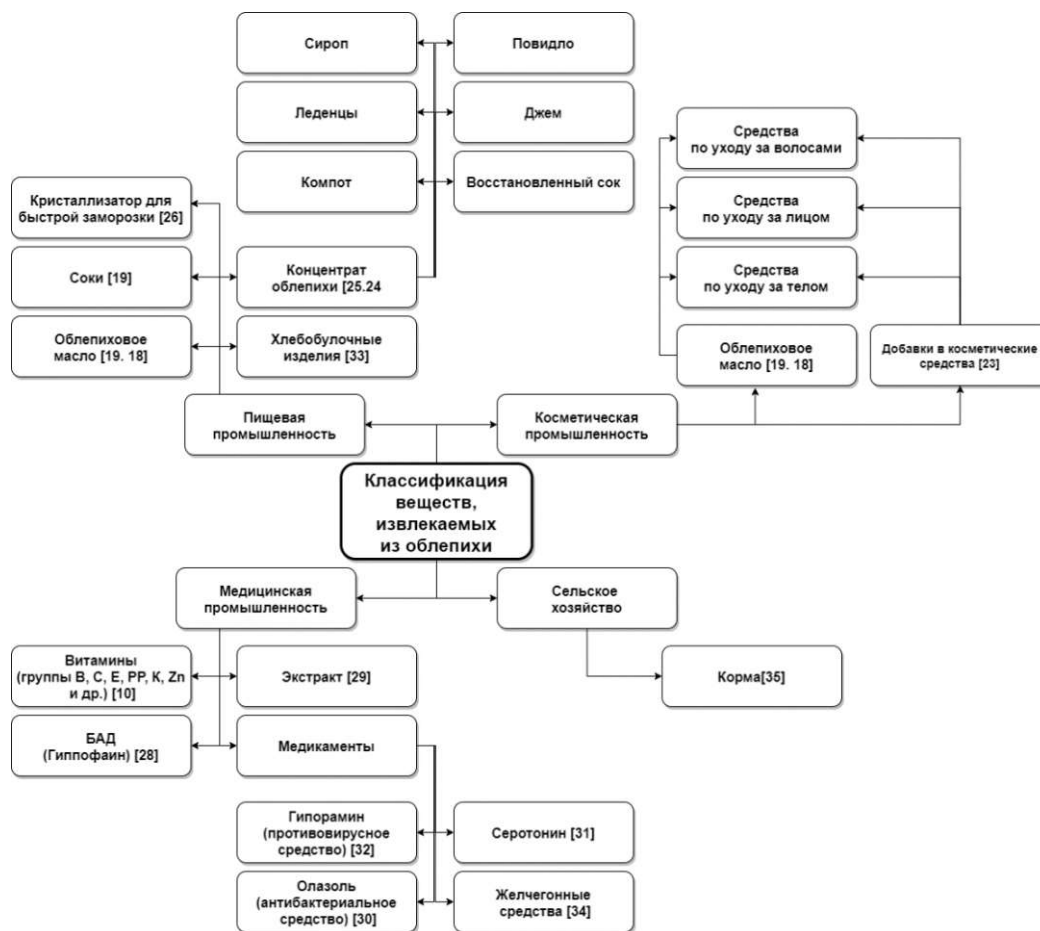 Сироп
Повидло
Леденцы
Джем
Средства
по уходу за волосами
Компот
Восстановленный сок
Кристаллизатор для
быстрой заморозки [26]
Средства
по уходу за лицом
Соки [19]
Концентрат
облепихи [25.24
Средства
по уходу за телом
Облепиховое
масло [19. 18]
Хлебобулочные
изделия [33]
Облепиховое
масло [19. 18]
Добавки в косметические
средства [23]
Пищевая
промышленность
Косметическая
промышленность
Классификация
веществ,
извлекаемых
из облепихи
Медицинская
промышленность
Сельское
хозяйство
Витамины
(группы B, C, E, PP, К, Zn
и др.) [10]
Экстракт [29]
Корма[35]
БАД
(Гиппофаин) [28]
Медикаменты
Гипорамин
(противовирусное
средство) [32]
Серотонин [31]
Олазоль
(антибактериальное
средство) [30]
Желчегонные
средства [34]